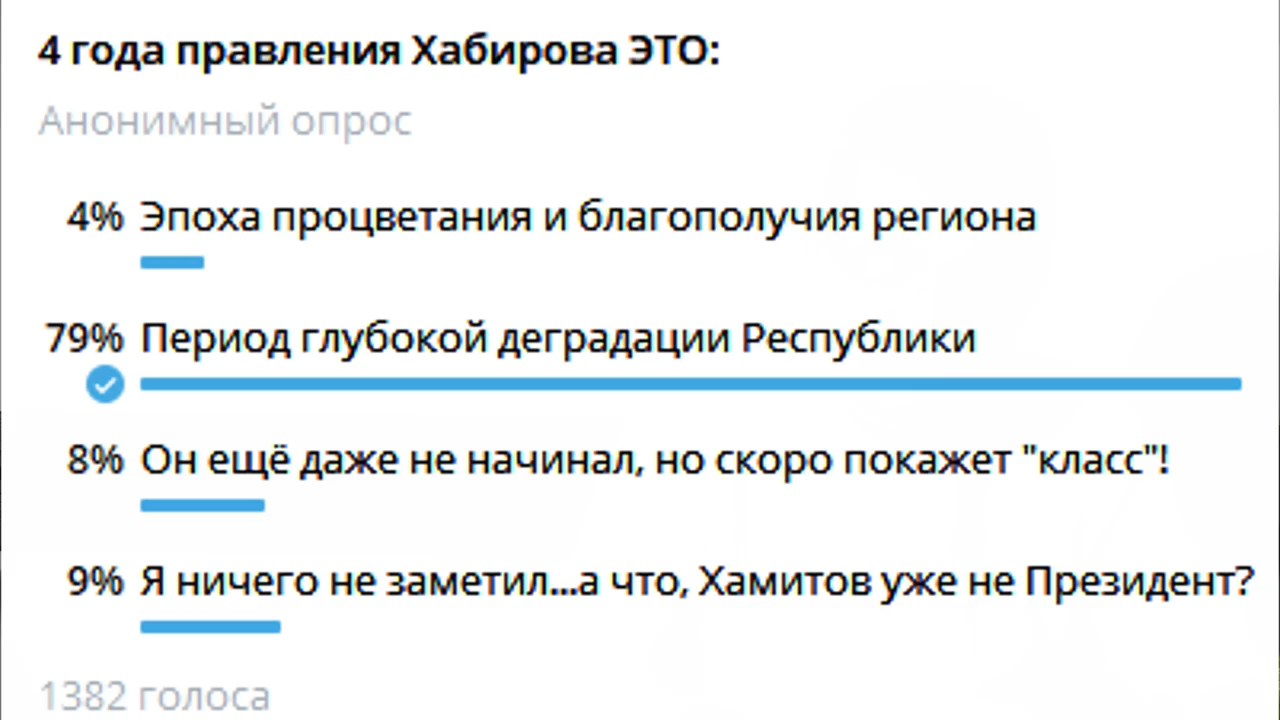 4 года правления Хабирова ЭТО:
Анонимный опрос
4% Эпоха процветания и благополучия региона
79% Период глубокой деградации Республики
8% Он ещё даже не начинал, но скоро покажет "класс"!
9% Я ничего не заметил...а что, Хамитов уже не Президент?
1382 голоса